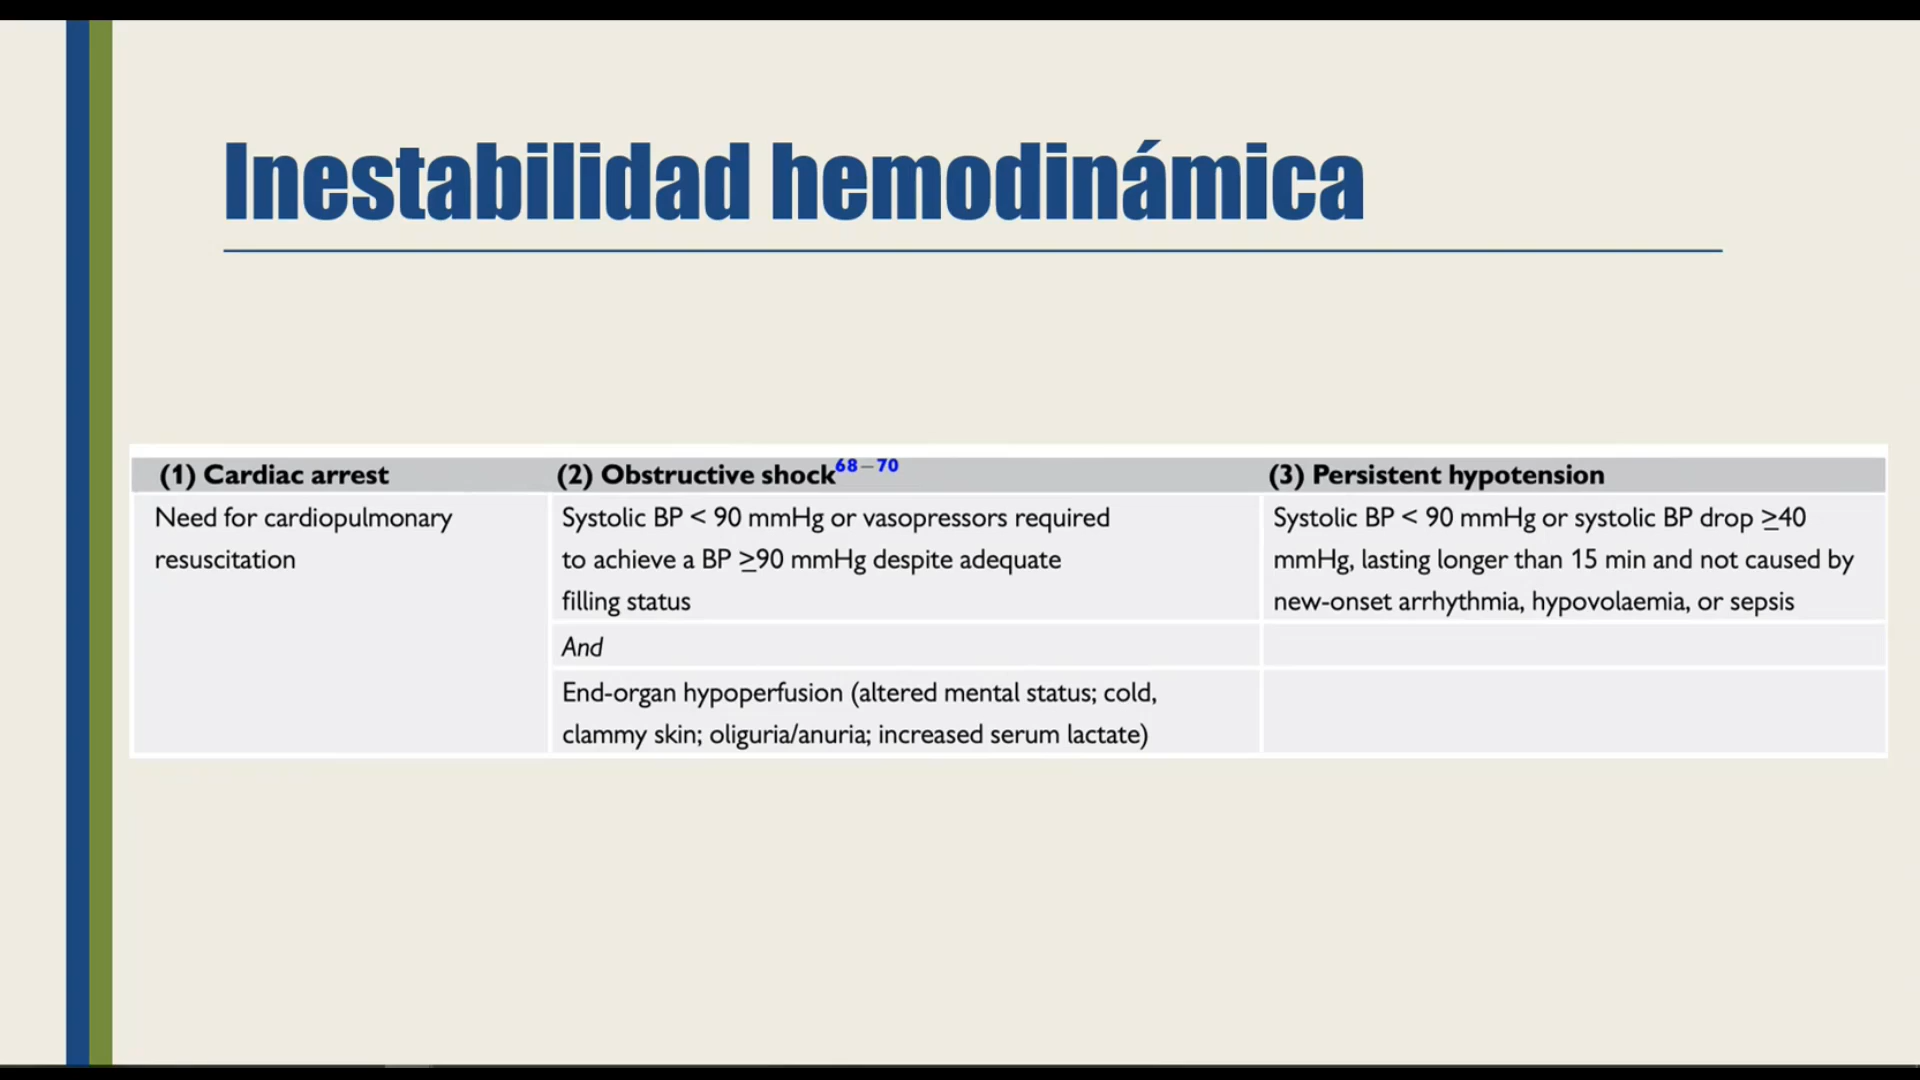 Inestabilidad hemodinámica
(1) Cardiac arrest
(2) Obstructive shock68–70
(3) Persistent hypotension
Need for cardiopulmonary
resuscitation
Systolic BP < 90 mmHg or vasopressors required
to achieve a BP ≥90 mmHg despite adequate
filling status
And
End-organ hypoperfusion (altered mental status; cold,
clammy skin; oliguria/anuria; increased serum lactate)
Systolic BP < 90 mmHg or systolic BP drop ≥40
mmHg, lasting longer than 15 min and not caused by
new-onset arrhythmia, hypovolaemia, or sepsis